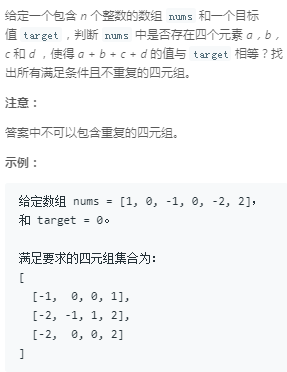 给定一个包含 n 个整数的数组 nums 和一个目标
值 target，判断 nums 中是否存在四个元素 a，b，
c 和 d ，使得 a + b + c + d 的值与 target 相等？找
出所有满足条件且不重复的四元组。
注意：
答案中不可以包含重复的四元组。
示例：
给定数组 nums = [1, 0, -1, 0, -2, 2]，
和 target = 0。
满足要求的四元组集合为：
[
[-1,  0, 0, 1],
[-2, -1, 1, 2],
[-2,  0, 0, 2]
]